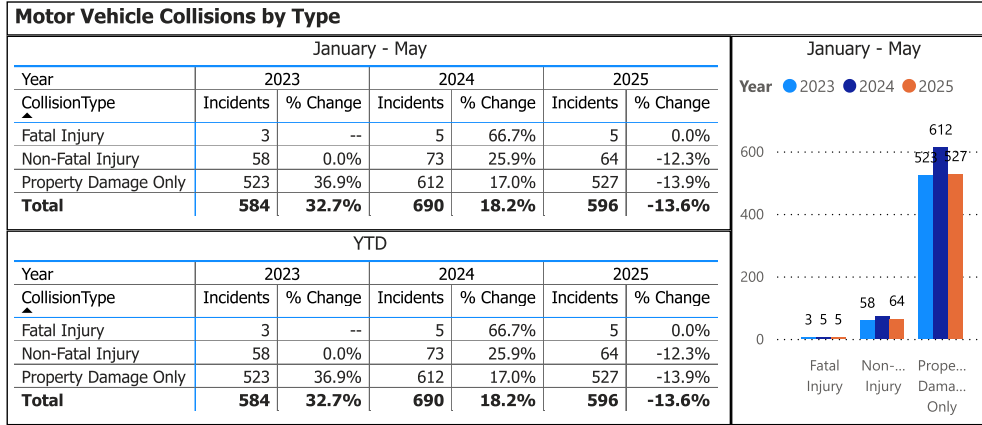 Motor Vehicle Collisions by Type
January - May
Year 2023 2024 2025
CollisionType Incidents % Change Incidents % Change Incidents % Change
Fatal Injury 3 -- 5 66.7% 5 0.0%
Non-Fatal Injury 58 0.0% 73 25.9% 64 -12.3%
Property Damage Only 523 36.9% 612 17.0% 527 -13.9%
Total 584 32.7% 690 18.2% 596 -13.6%
YTD
Year 2023 2024 2025
CollisionType Incidents % Change Incidents % Change Incidents % Change
Fatal Injury 3 -- 5 66.7% 5 0.0%
Non-Fatal Injury 58 0.0% 73 25.9% 64 -12.3%
Property Damage Only 523 36.9% 612 17.0% 527 -13.9%
Total 584 32.7% 690 18.2% 596 -13.6%
January - May
Year 2023 2024 2025
612
600 523 527
400
200
58 64
3 5 5
0
Fatal Non-... Prope...
Injury Injury Dama...
Only